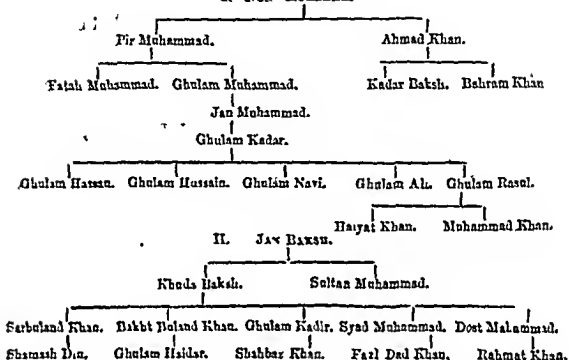 Pir Muhammad. Ahmad Khan.
Fatah Muhammad. Ghulam Muhammad. Kadar Baksh. Behram Khan
Jan Muhammad.
Ghulam Kadar.
Ghulam Hassan. Ghulam Hussain. Ghulam Navi. Ghulam Ali. Ghulam Rasul.
Haiyat Khan. Muhammad Khan.
II. JAN BAKSH.
Khuda Baksh. Sultan Muhammad.
Sarbuland Khan. Bakht Buland Khan. Ghulam Kadir. Syad Muhammad. Dost Muhammad.
Shamash Din. Ghulam Haidar. Shahbaz Khan. Fazl Dad Khan. Rahmat Khan.